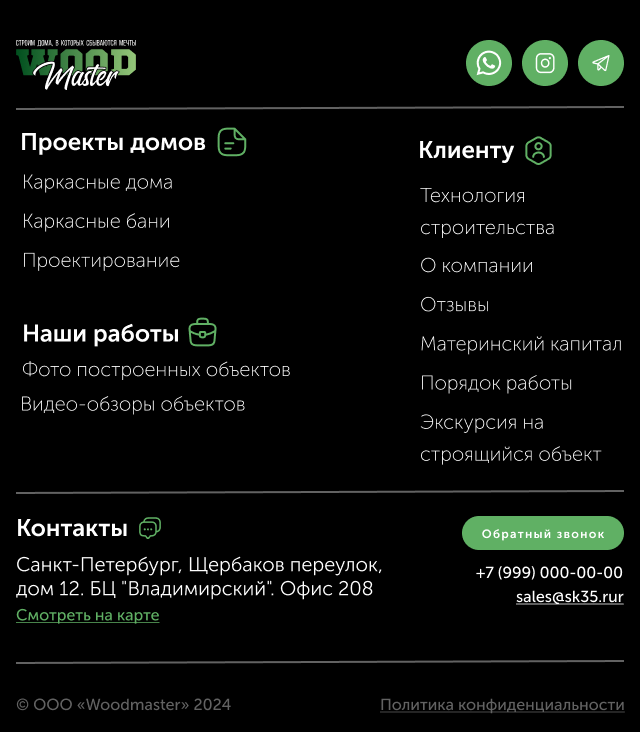 СТРОИМ ДОМА, В КОТОРЫХ СБЫВАЮТСЯ МЕЧТЫ
WOOD
Master
Проекты домов
Каркасные дома
Каркасные бани
Проектирование
Наши работы
Фото построенных объектов
Видео-обзоры объектов
Клиенту
Технология
строительства
О компании
Отзывы
Материнский капитал
Порядок работы
Экскурсия на
строящийся объект
Контакты
Санкт-Петербург, Щербаков переулок,
дом 12. БЦ "Владимирский". Офис 208
Смотреть на карте
Обратный звонок
+7 (999) 000-00-00
sales@sk35.rur
© ООО «Woodmaster» 2024
Политика конфиденциальности